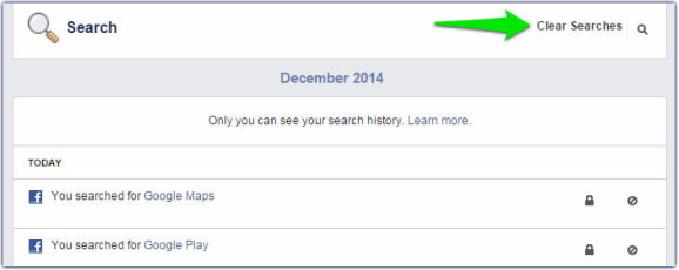 Search
Clear Searches
December 2014
Only you can see your search history. Learn more.
TODAY
You searched for Google Maps
You searched for Google Play